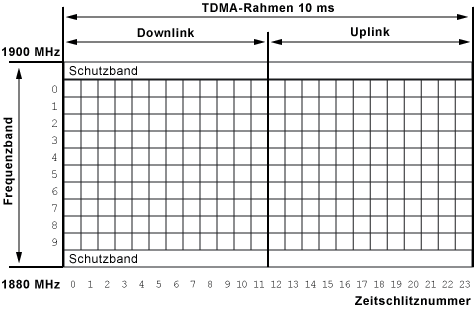 TDMA-Rahmen 10 ms
Downlink Uplink
1900 MHz
Schutzband
Frequenzband
0
1
2
3
4
5
6
7
8
9
Schutzband
1880 MHz 0 1 2 3 4 5 6 7 8 9 10 11 12 13 14 15 16 17 18 19 20 21 22 23
Zeitschlitznummer